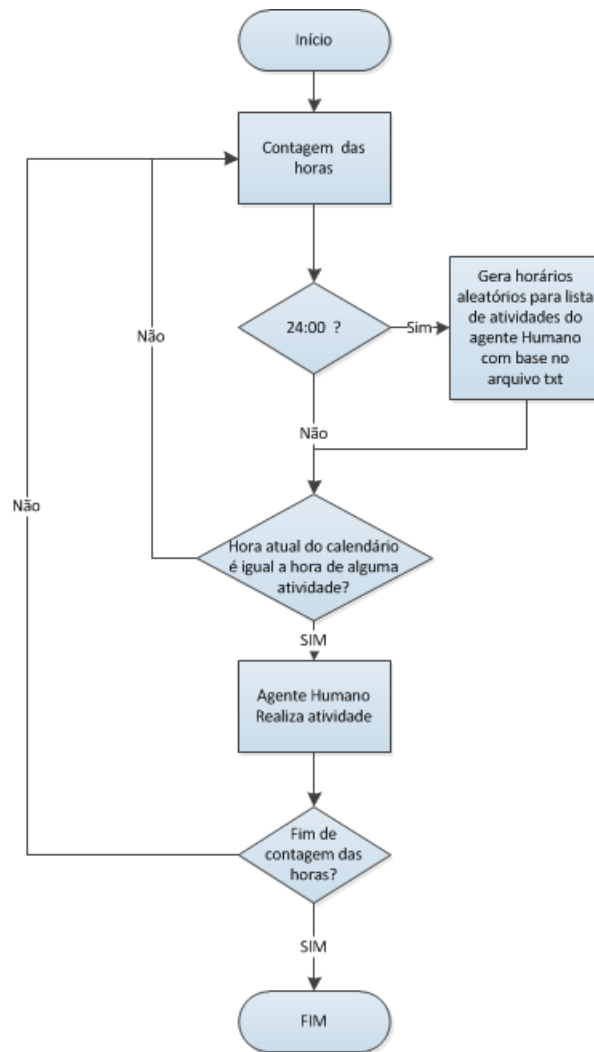 Início
Contagem das
horas
24:00 ?
Sim
Gera horários
aleatórios para lista
de atividades do
agente Humano
com base no
arquivo txt
Não
Não
Não
Hora atual do calendário
é igual a hora de alguma
atividade?
SIM
Agente Humano
Realiza atividade
Fim de
contagem das
horas?
SIM
FIM